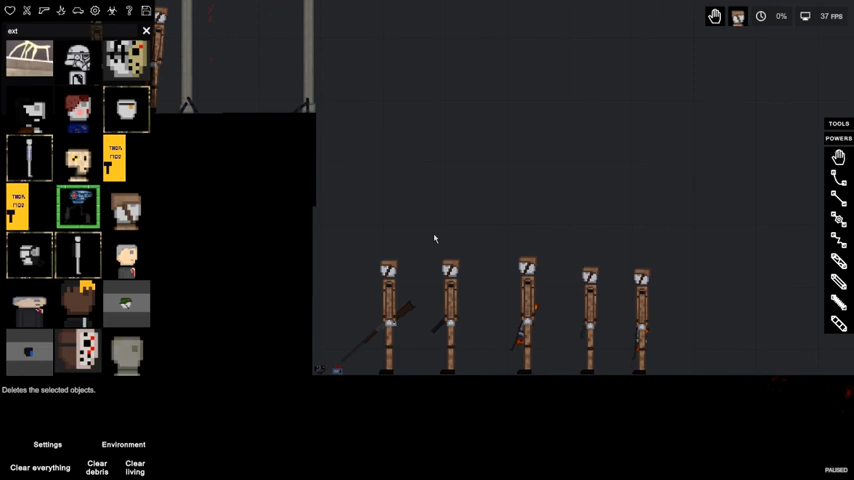 ext
0%
37 FPS
TOOLS
POWERS
Deletes the selected objects.
Settings
Environment
Clear everything
Clear
debris
Clear
living
PAUSED